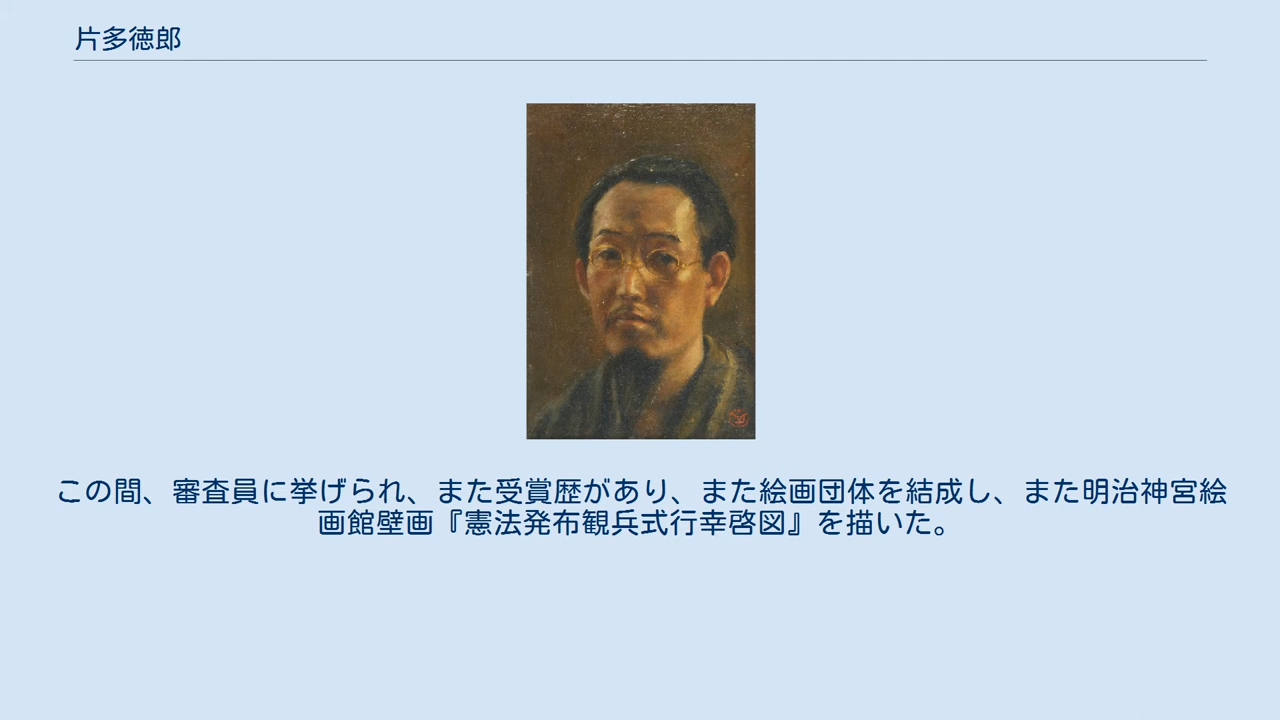 片多徳郎
この間、審査員に挙げられ、また受賞歴があり、また絵画団体を結成し、また明治神宮絵
画館壁画『憲法発布観兵式行幸啓図』を描いた。